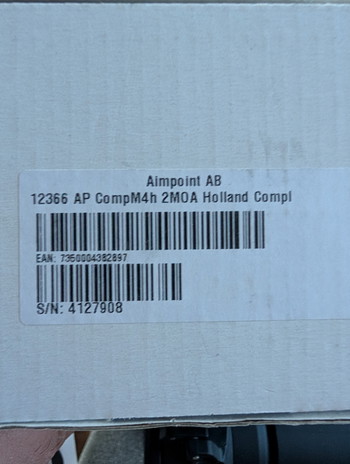 Aimpoint AB
12366 AP CompM4h 2MOA Holland Compl
EAN: 7350004382897
S/N: 4127908